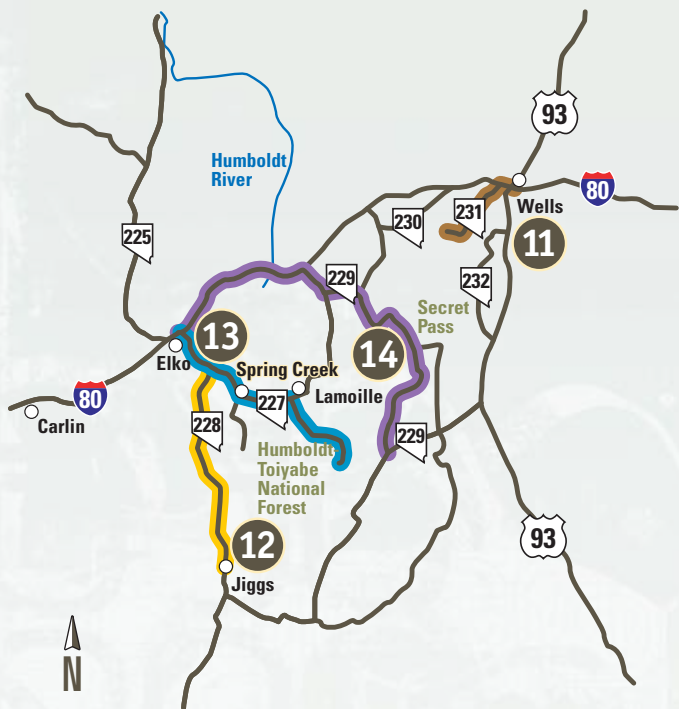 93
Humboldt
River
80
Wells
230
231
225
11
229
232
Secret
Pass
13
14
Elko
Spring Creek
80
227
Lamoille
Carlin
228
229
Humboldt-
Toiyabe
National
Forest
12
93
Jiggs
N